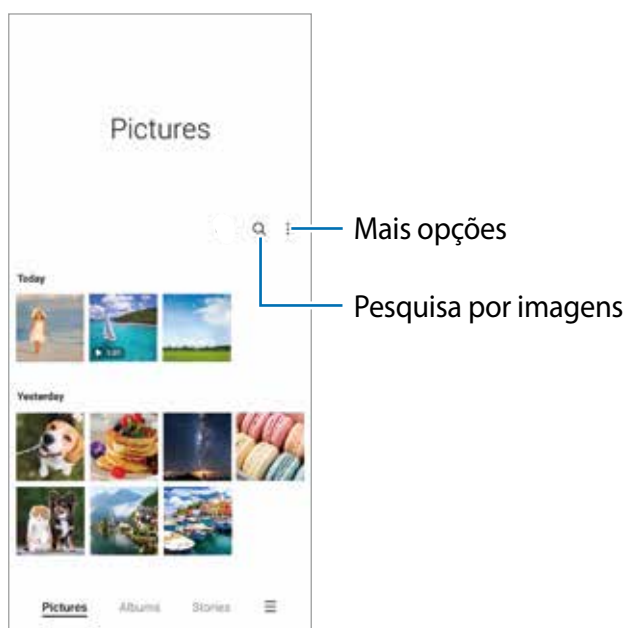 Pictures
Mais opções
Pesquisa por imagens
Today
Yesterday
Pictures Albums Stories